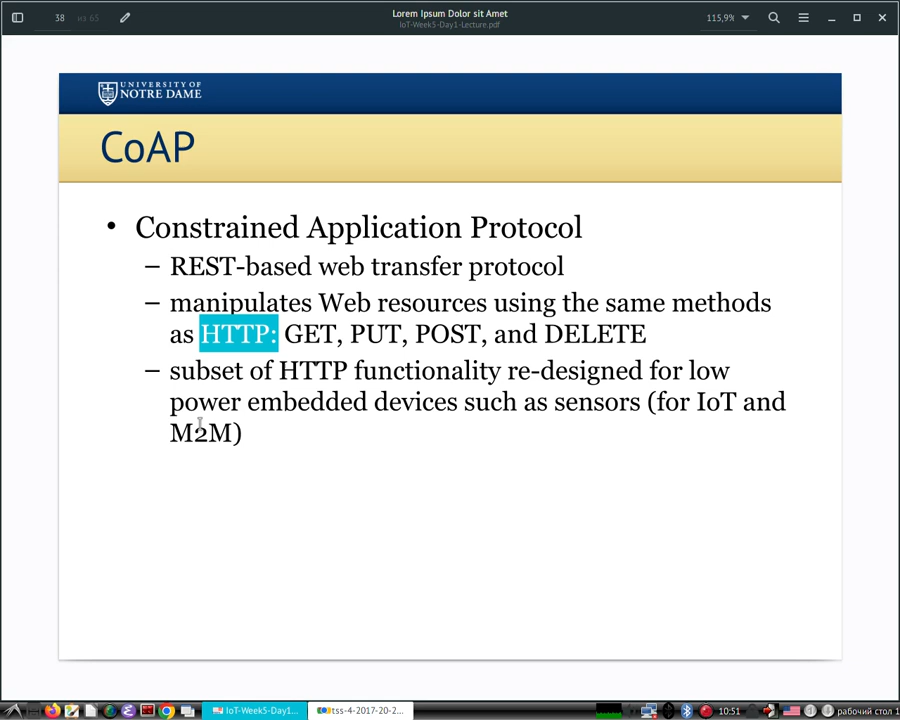 38 из 65
Lorem Ipsum Dolor sit Amet
IoT-Week5-Day1-Lecture.pdf
115,9%
UNIVERSITY OF
NOTRE DAME
CoAP
• Constrained Application Protocol
– REST-based web transfer protocol
– manipulates Web resources using the same methods
as HTTP: GET, PUT, POST, and DELETE
– subset of HTTP functionality re-designed for low
power embedded devices such as sensors (for IoT and
M2M)
IoT-Week5-Day1...
tss-4-2017-20-2...
10:51
рабочий стол 1